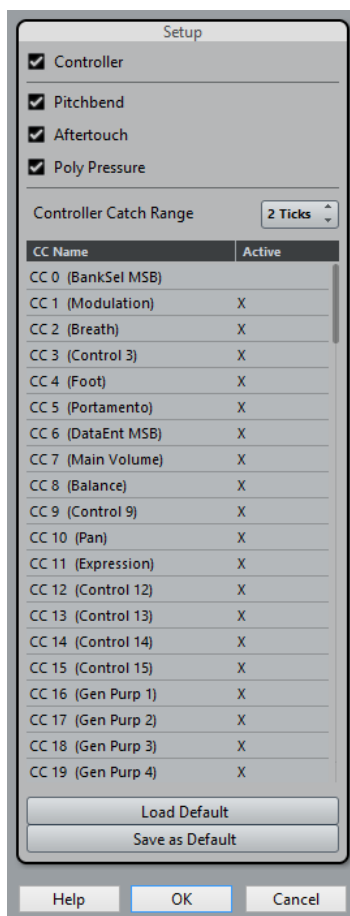 Setup
Controller
Pitchbend
Aftertouch
Poly Pressure
Controller Catch Range 2 Ticks
CC Name Active
CC 0 (BankSel MSB)
CC 1 (Modulation) X
CC 2 (Breath) X
CC 3 (Control 3) X
CC 4 (Foot) X
CC 5 (Portamento) X
CC 6 (DataEnt MSB) X
CC 7 (Main Volume) X
CC 8 (Balance) X
CC 9 (Control 9) X
CC 10 (Pan) X
CC 11 (Expression) X
CC 12 (Control 12) X
CC 13 (Control 13) X
CC 14 (Control 14) X
CC 15 (Control 15) X
CC 16 (Gen Purp 1) X
CC 17 (Gen Purp 2) X
CC 18 (Gen Purp 3) X
CC 19 (Gen Purp 4) X
Load Default
Save as Default
Help OK Cancel